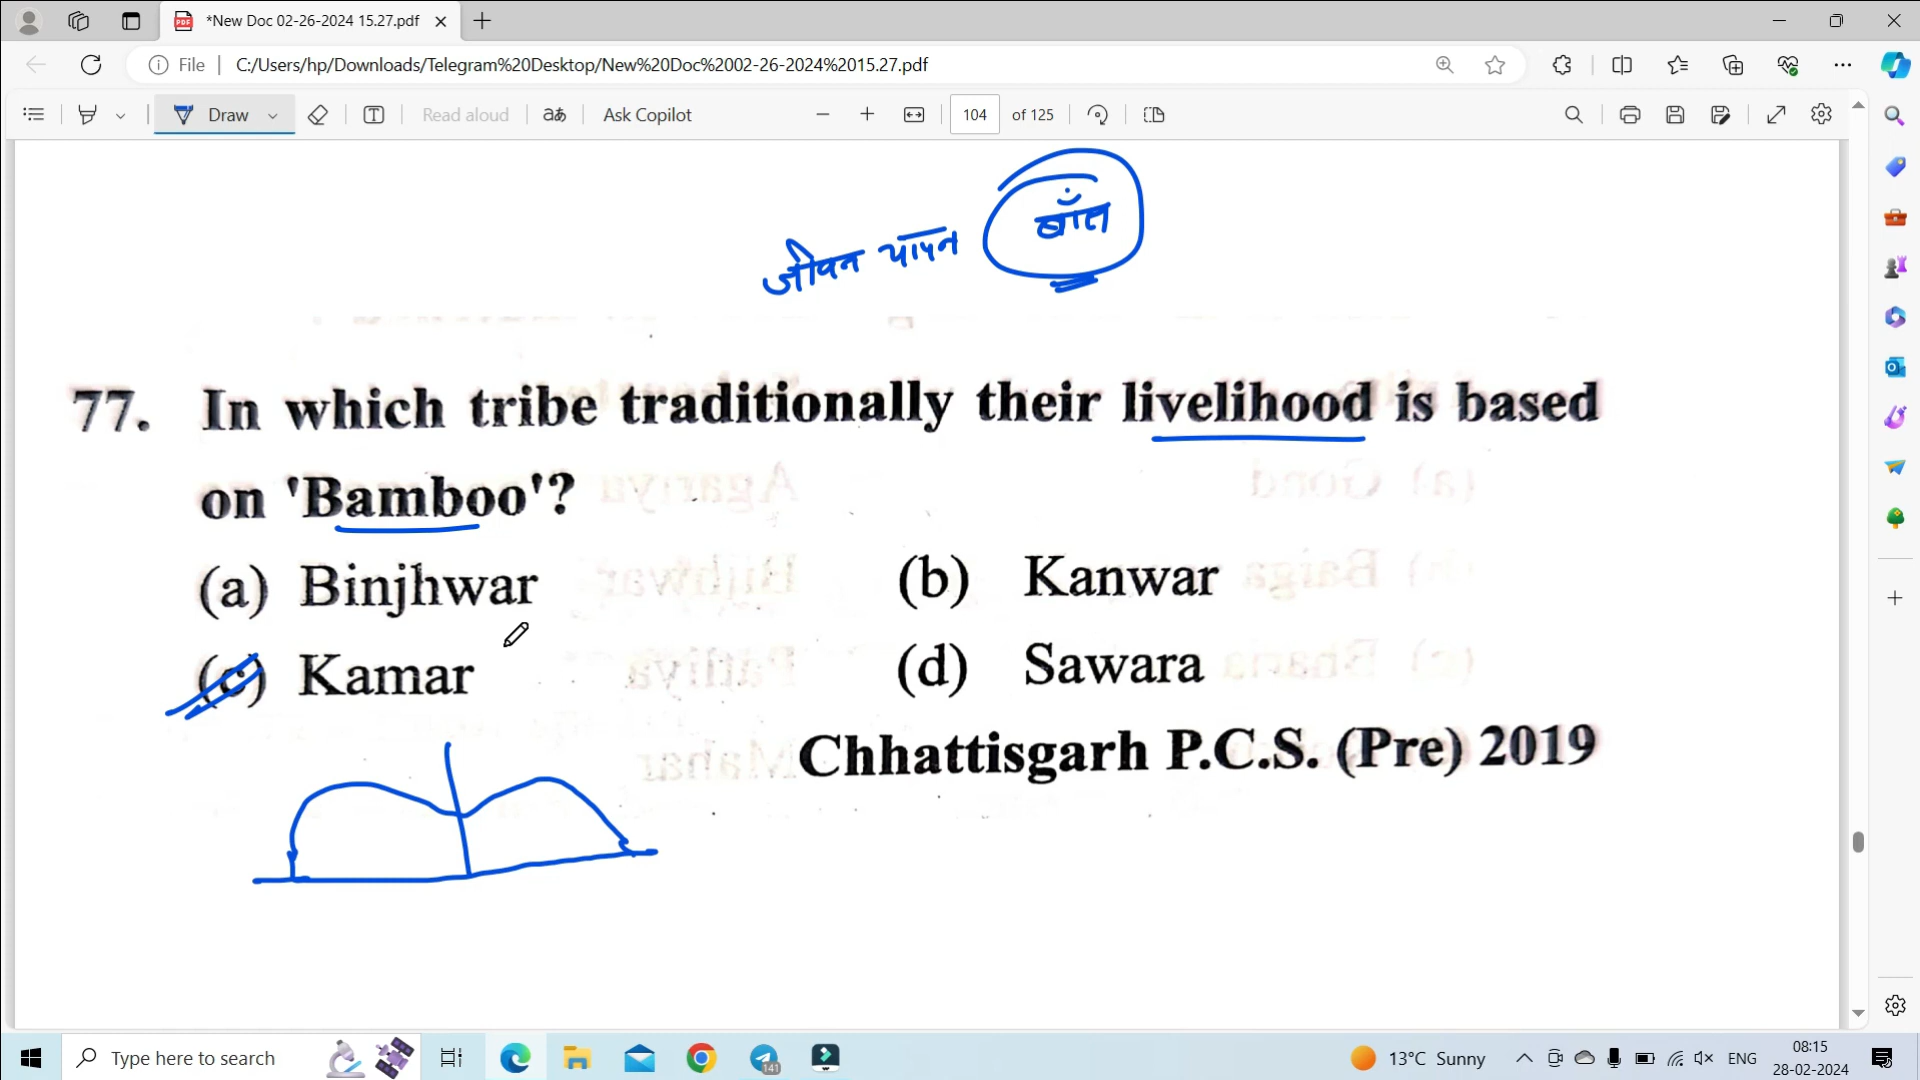 *New Doc 02-26-2024 15.27.pdf
File | C:/Users/hp/Downloads/Telegram%20Desktop/New%20Doc%2002-26-2024%2015.27.pdf
Draw
Read aloud
aあ
Ask Copilot
104 of 125
जीवन यापन बाँस
77. In which tribe traditionally their livelihood is based
on 'Bamboo'?
(a) Binjhwar (b) Kanwar
(c) Kamar (d) Sawara
Chhattisgarh P.C.S. (Pre) 2019
Type here to search
141
13°C Sunny
ENG
08:15
28-02-2024